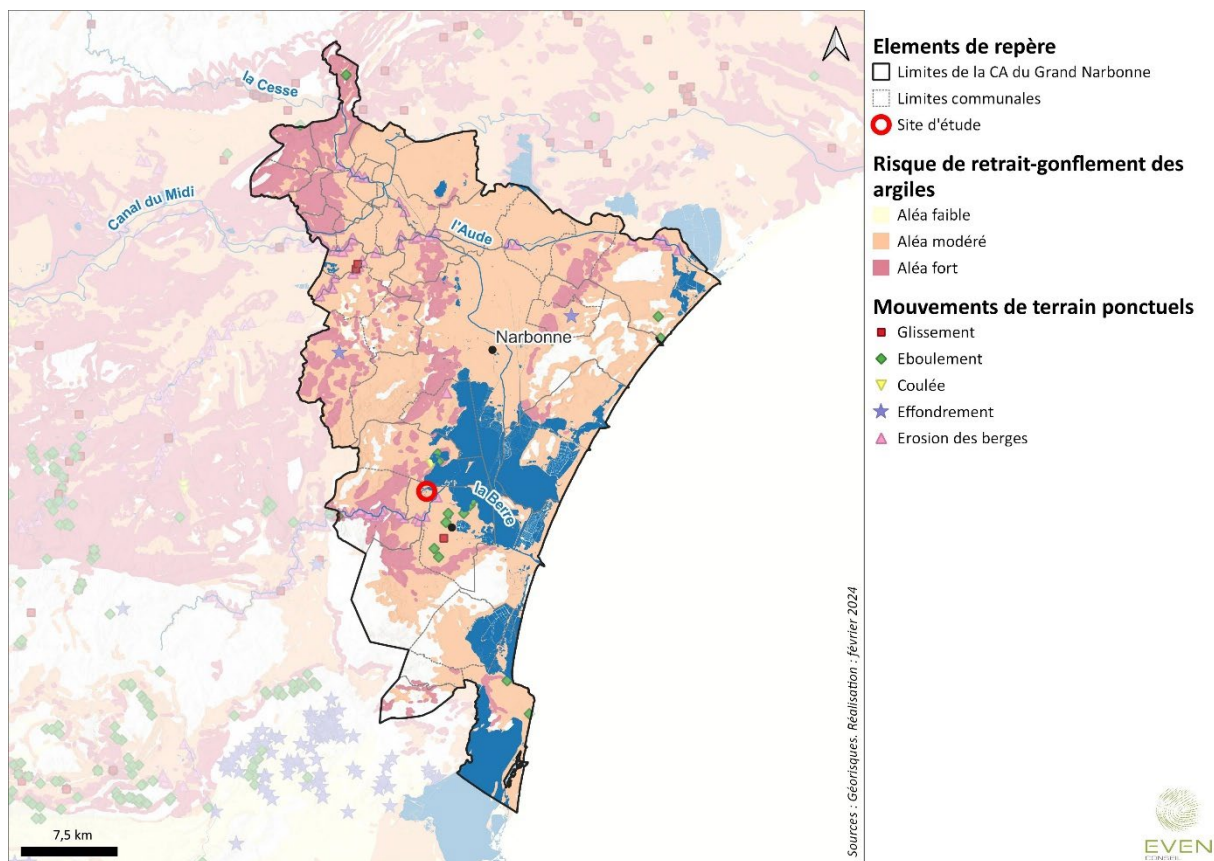 la Cesse
Canal du Midi
l'Aude
Narbonne
la Berre
7,5 km
Sources : Géorisques. Réalisation : février 2024
Elements de repère
Limites de la CA du Grand Narbonne
Limites communales
Site d'étude
Risque de retrait-gonflement des
argiles
Aléa faible
Aléa modéré
Aléa fort
Mouvements de terrain ponctuels
Glissement
Eboulement
Coulée
Effondrement
Erosion des berges
EVEN
CONSEIL